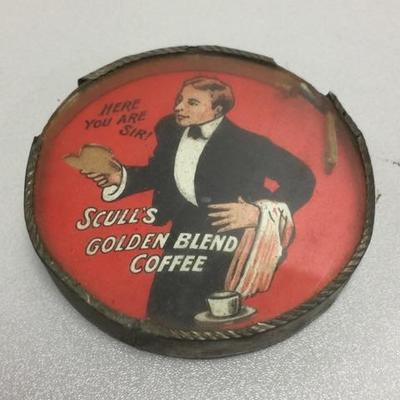 HERE
YOU ARE
SIR!
SCULL'S
GOLDEN BLEND
COFFEE